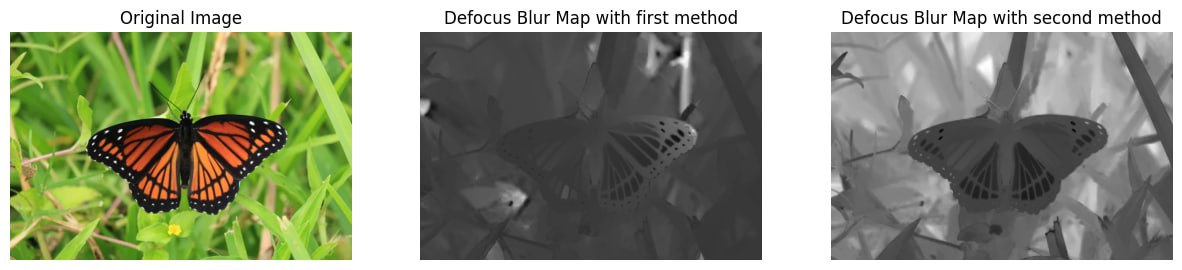 Original Image
Defocus Blur Map with first method
Defocus Blur Map with second method